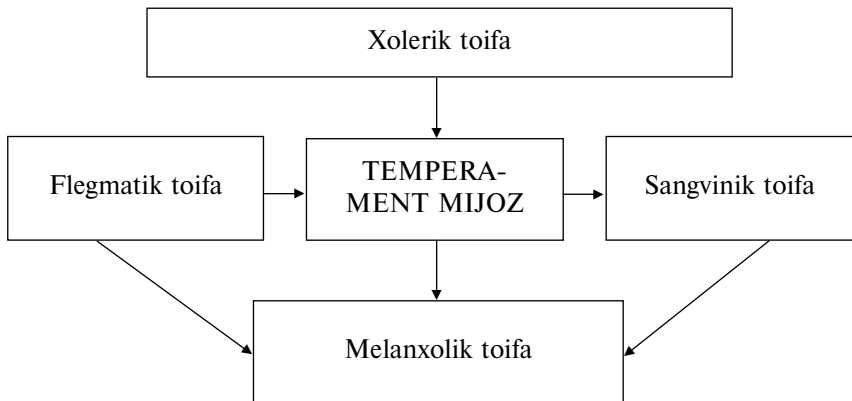 Xolerik toifa
Flegmatik toifa
TEMPERA-
MENT MIJOZ
Sangvinik toifa
Melanxolik toifa